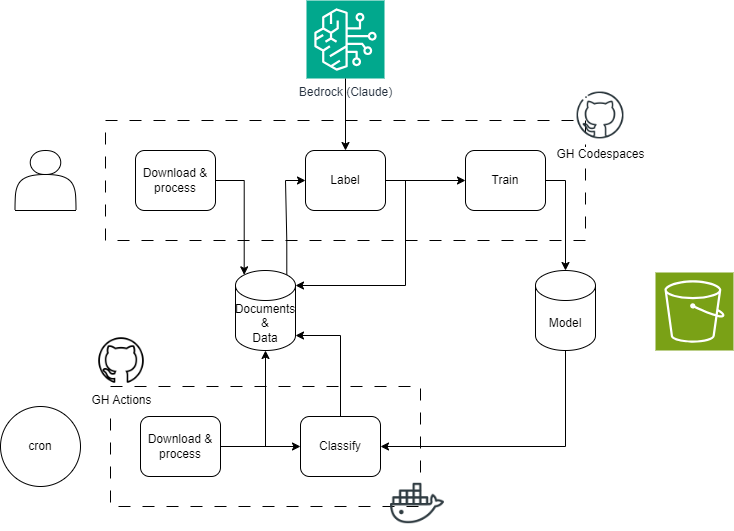 Bedrock (Claude)
GH Codespaces
Download &
process
Label
Train
Documents
&
Data
Model
GH Actions
cron
Download &
process
Classify